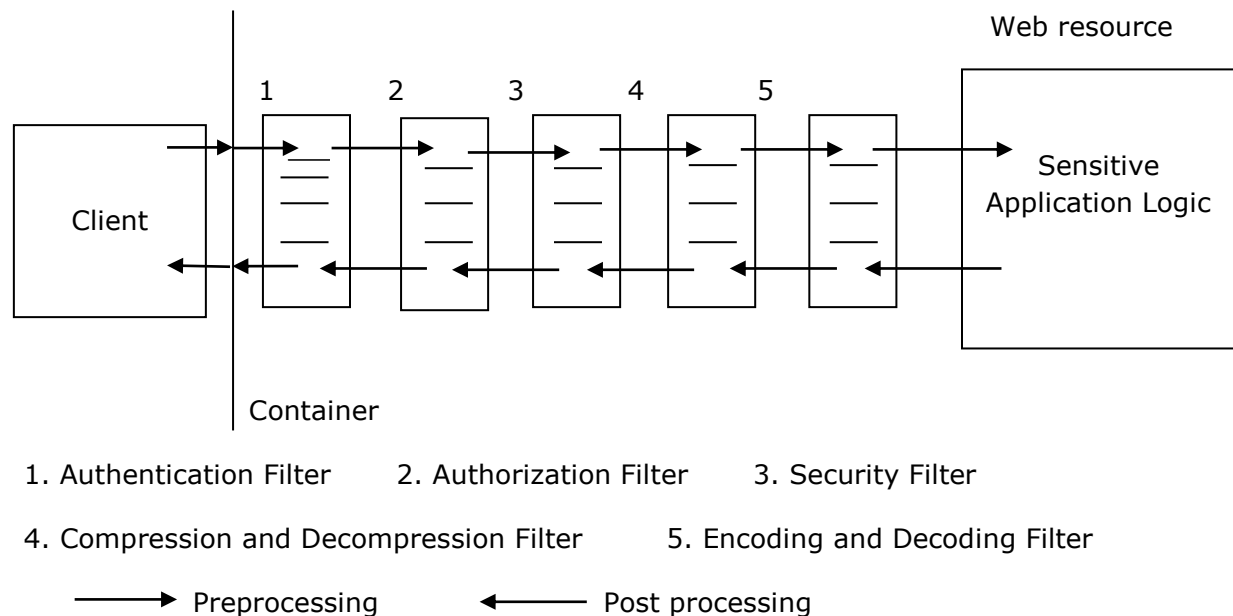 Web resource
1 2 3 4 5
Client
Sensitive
Application Logic
Container
1. Authentication Filter 2. Authorization Filter 3. Security Filter
4. Compression and Decompression Filter 5. Encoding and Decoding Filter
Preprocessing Post processing